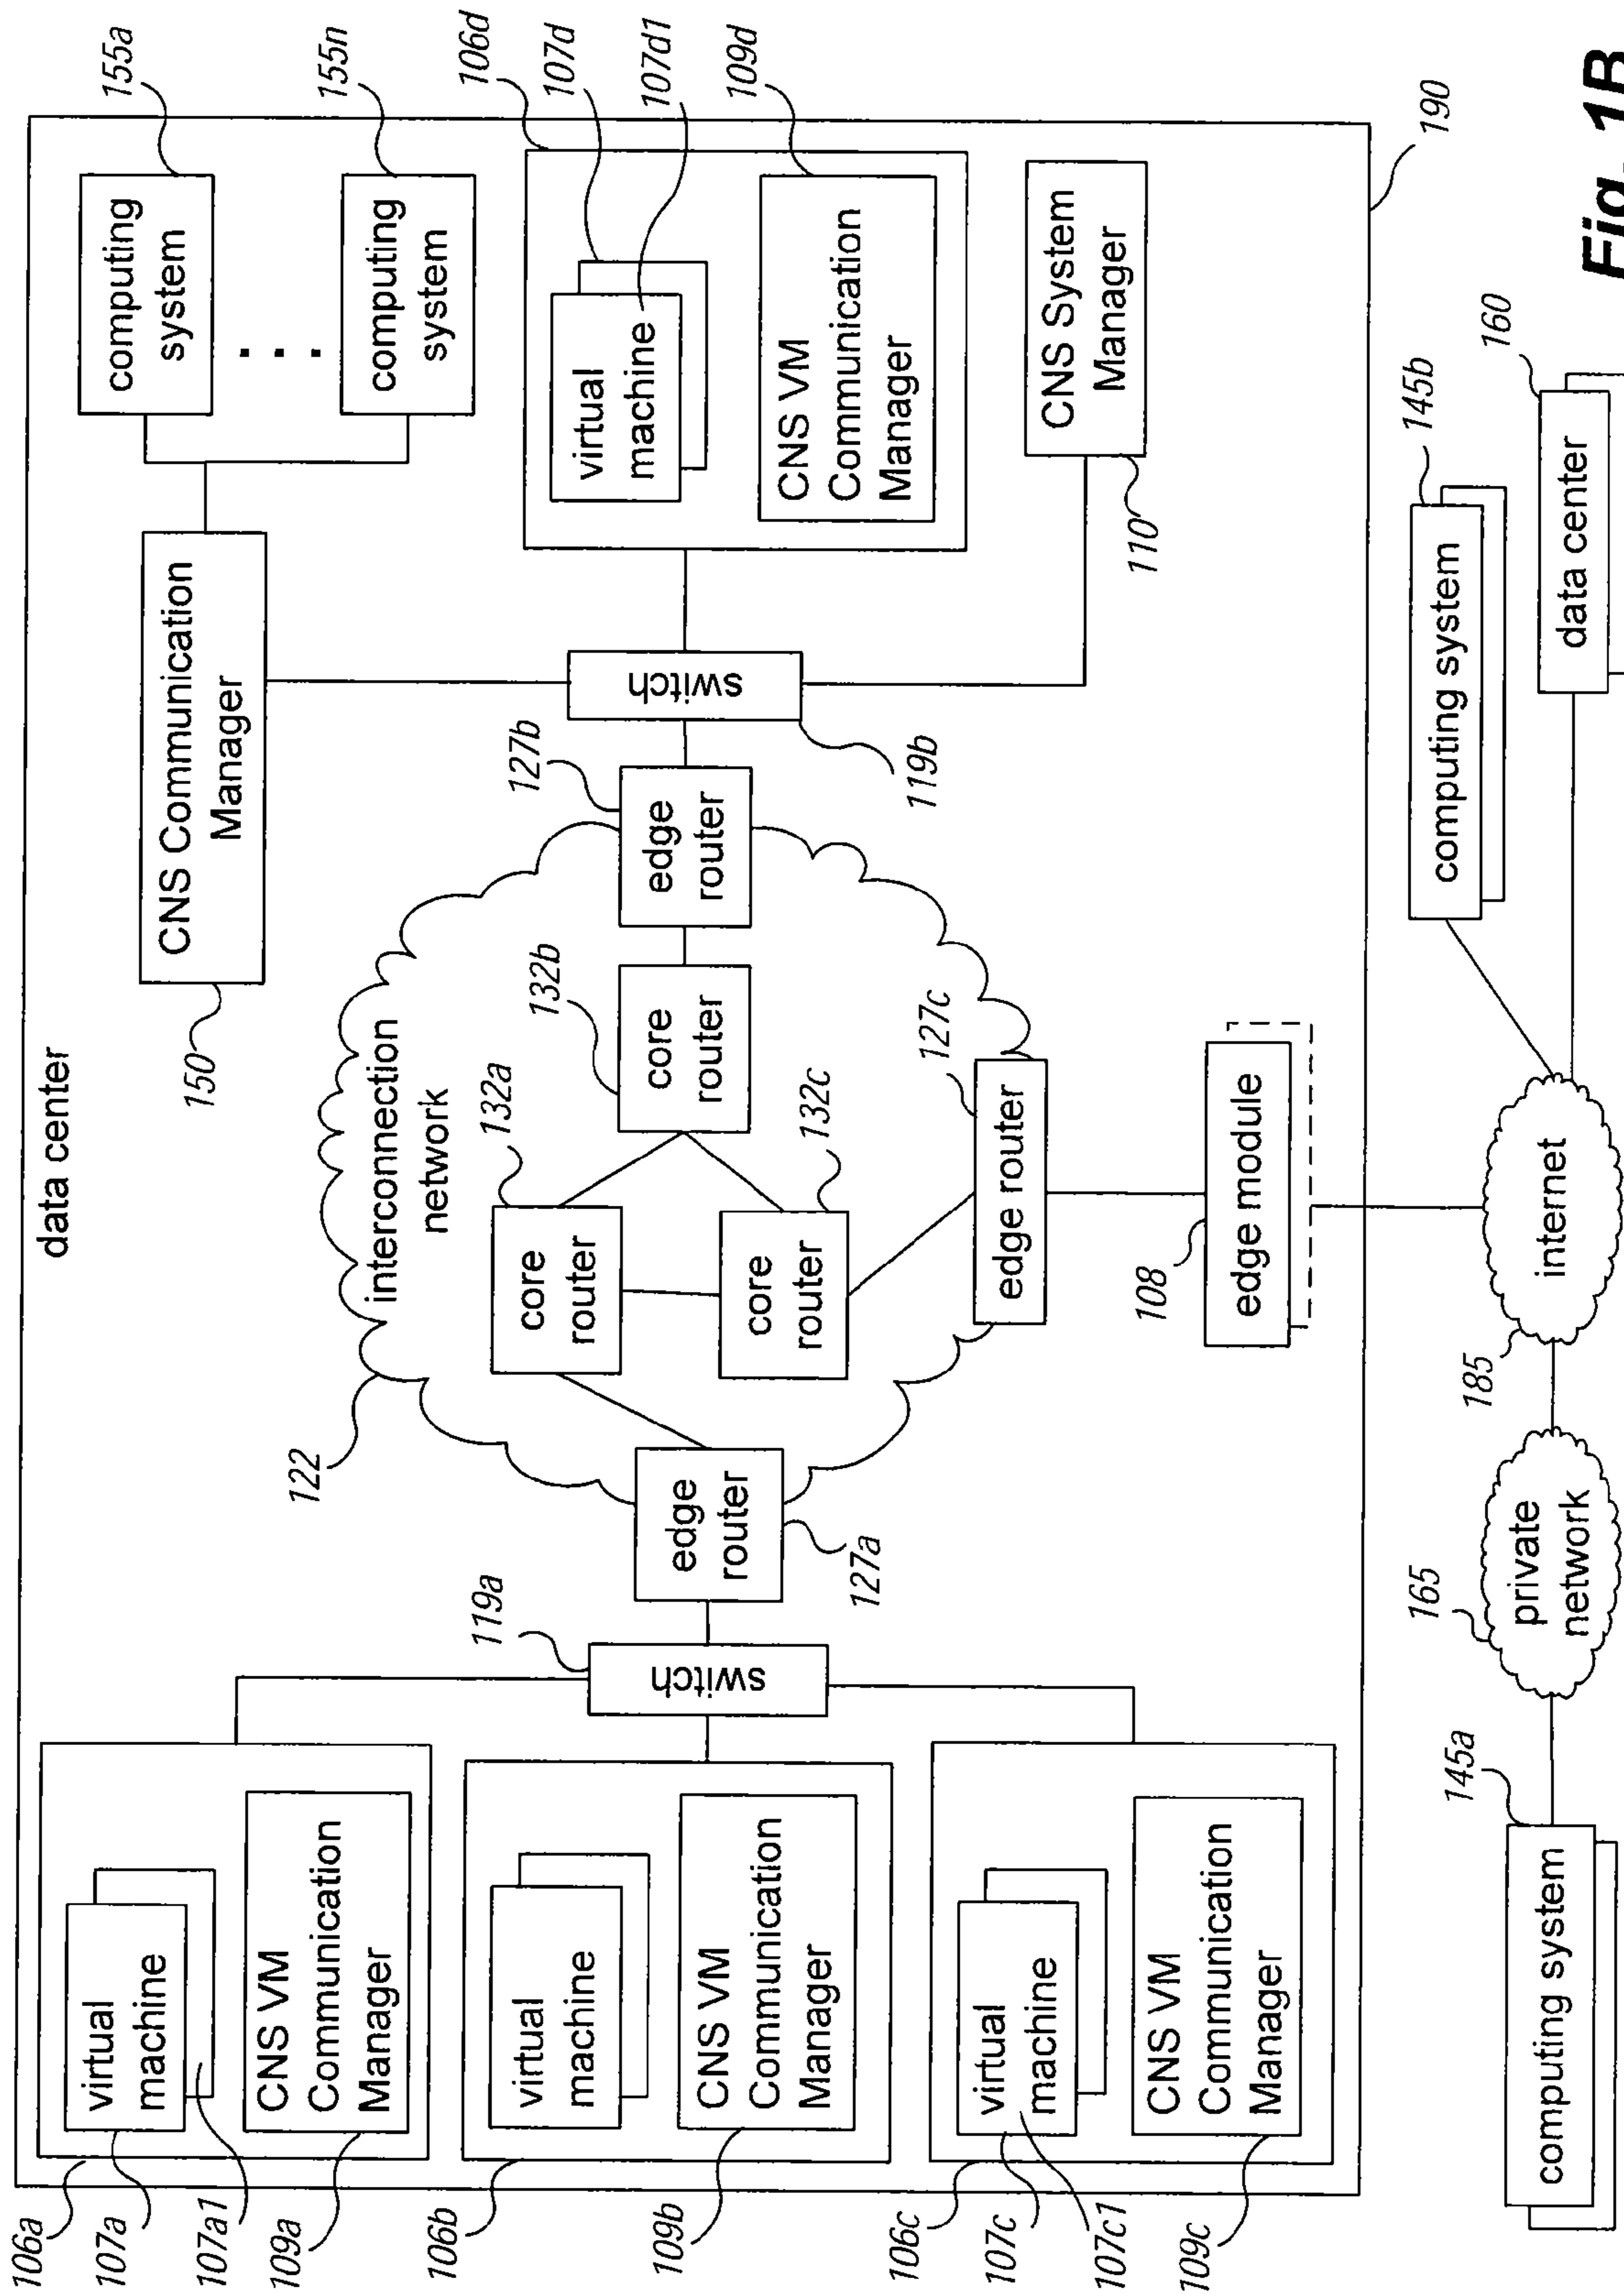 data center
106a
107a
107a1
109a
virtual
machine
CNS VM
Communication
Manager
106b
109b
virtual
machine
CNS VM
Communication
Manager
106c
107c
107c1
109c
virtual
machine
CNS VM
Communication
Manager
119a
switch
122
interconnection
network
127a
edge
router
132a
core
router
132b
core
router
132c
core
router
127b
edge
router
127c
edge router
119b
switch
150
CNS Communication
Manager
155a
computing
system
. . .
155n
computing
system
106d
107d
107d1
109d
virtual
machine
CNS VM
Communication
Manager
110
CNS System
Manager
108
edge module
190
145a
computing system
165
private
network
185
internet
145b
computing system
160
data center
Fig. 1B